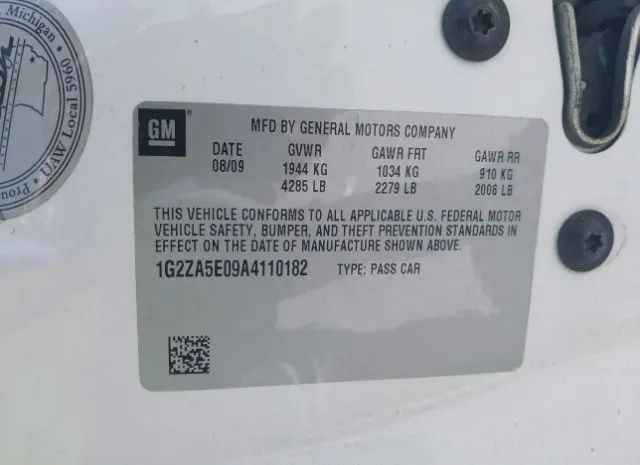 Michigan
UAW Local 5960
Prou
GM
MFD BY GENERAL MOTORS COMPANY
DATE GVWR GAWR FRT GAWR RR
08/09 1944 KG 1034 KG 910 KG
4285 LB 2279 LB 2006 LB
THIS VEHICLE CONFORMS TO ALL APPLICABLE U.S. FEDERAL MOTOR
VEHICLE SAFETY, BUMPER, AND THEFT PREVENTION STANDARDS IN
EFFECT ON THE DATE OF MANUFACTURE SHOWN ABOVE.
1G2ZA5E09A4110182 TYPE: PASS CAR